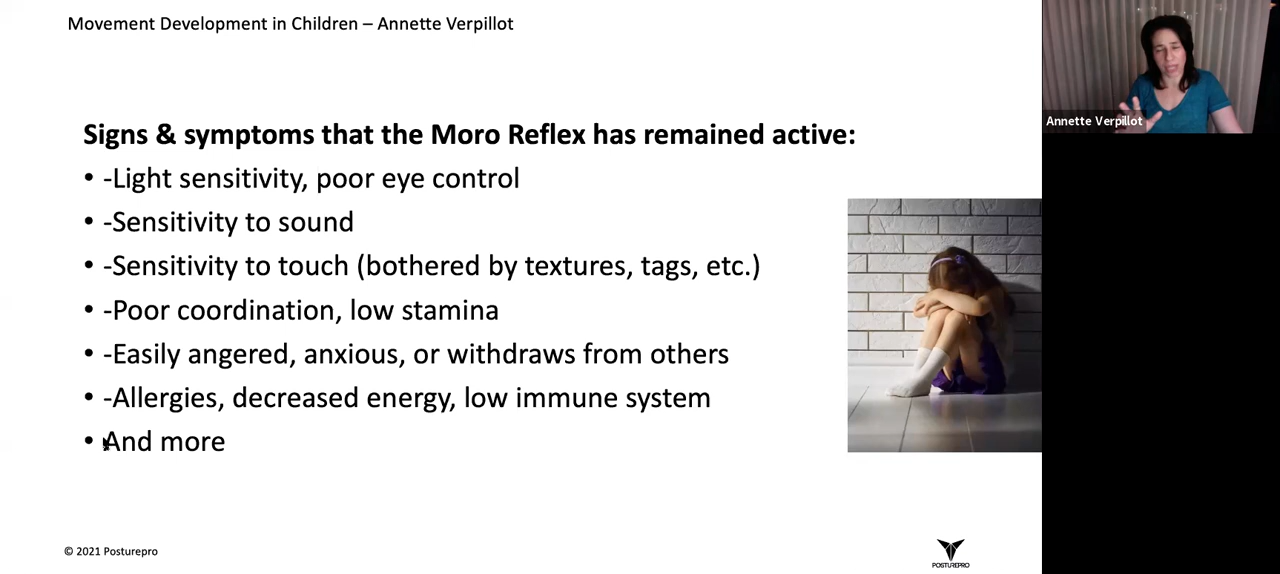 Movement Development in Children – Annette Verpillot
Annette Verpillot
Signs & symptoms that the Moro Reflex has remained active:
• -Light sensitivity, poor eye control
• -Sensitivity to sound
• -Sensitivity to touch (bothered by textures, tags, etc.)
• -Poor coordination, low stamina
• -Easily angered, anxious, or withdraws from others
• -Allergies, decreased energy, low immune system
• And more
© 2021 Posturepro
POSTUREPRO